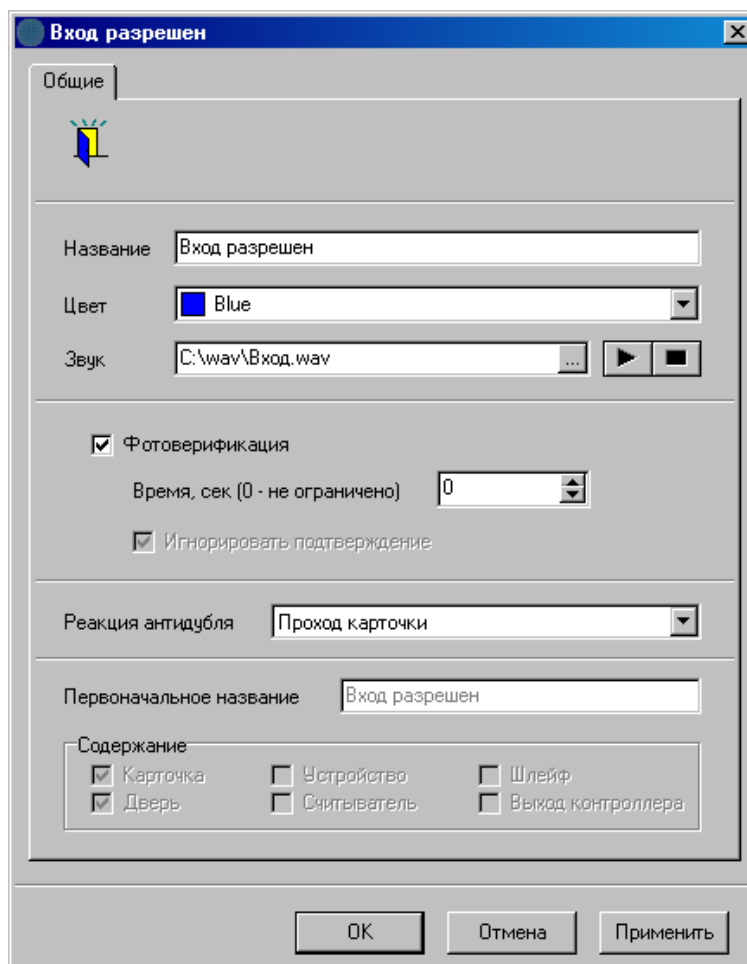 Вход разрешен
Общие
Название Вход разрешен
Цвет Blue
Звук C:\wav\Вход.wav ...
Фотоверификация
Время, сек (0 - не ограничено) 0
Игнорировать подтверждение
Реакция антидубля Проход карточки
Первоначальное название Вход разрешен
Содержание
Карточка Устройство Шлейф
Дверь Считыватель Выход контроллера
OK Отмена Применить